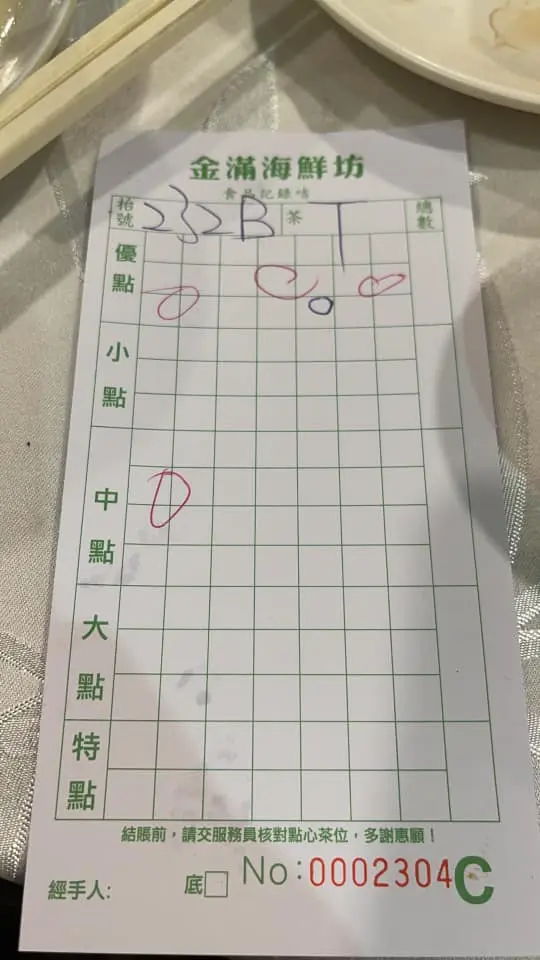 金滿海鮮坊
食品記錄咭
枱號 232B 茶 T 總數
優點
小點
中點
大點
特點
結賬前，請交服務員核對點心茶位，多謝惠顧！
經手人: 底 No:0002304C